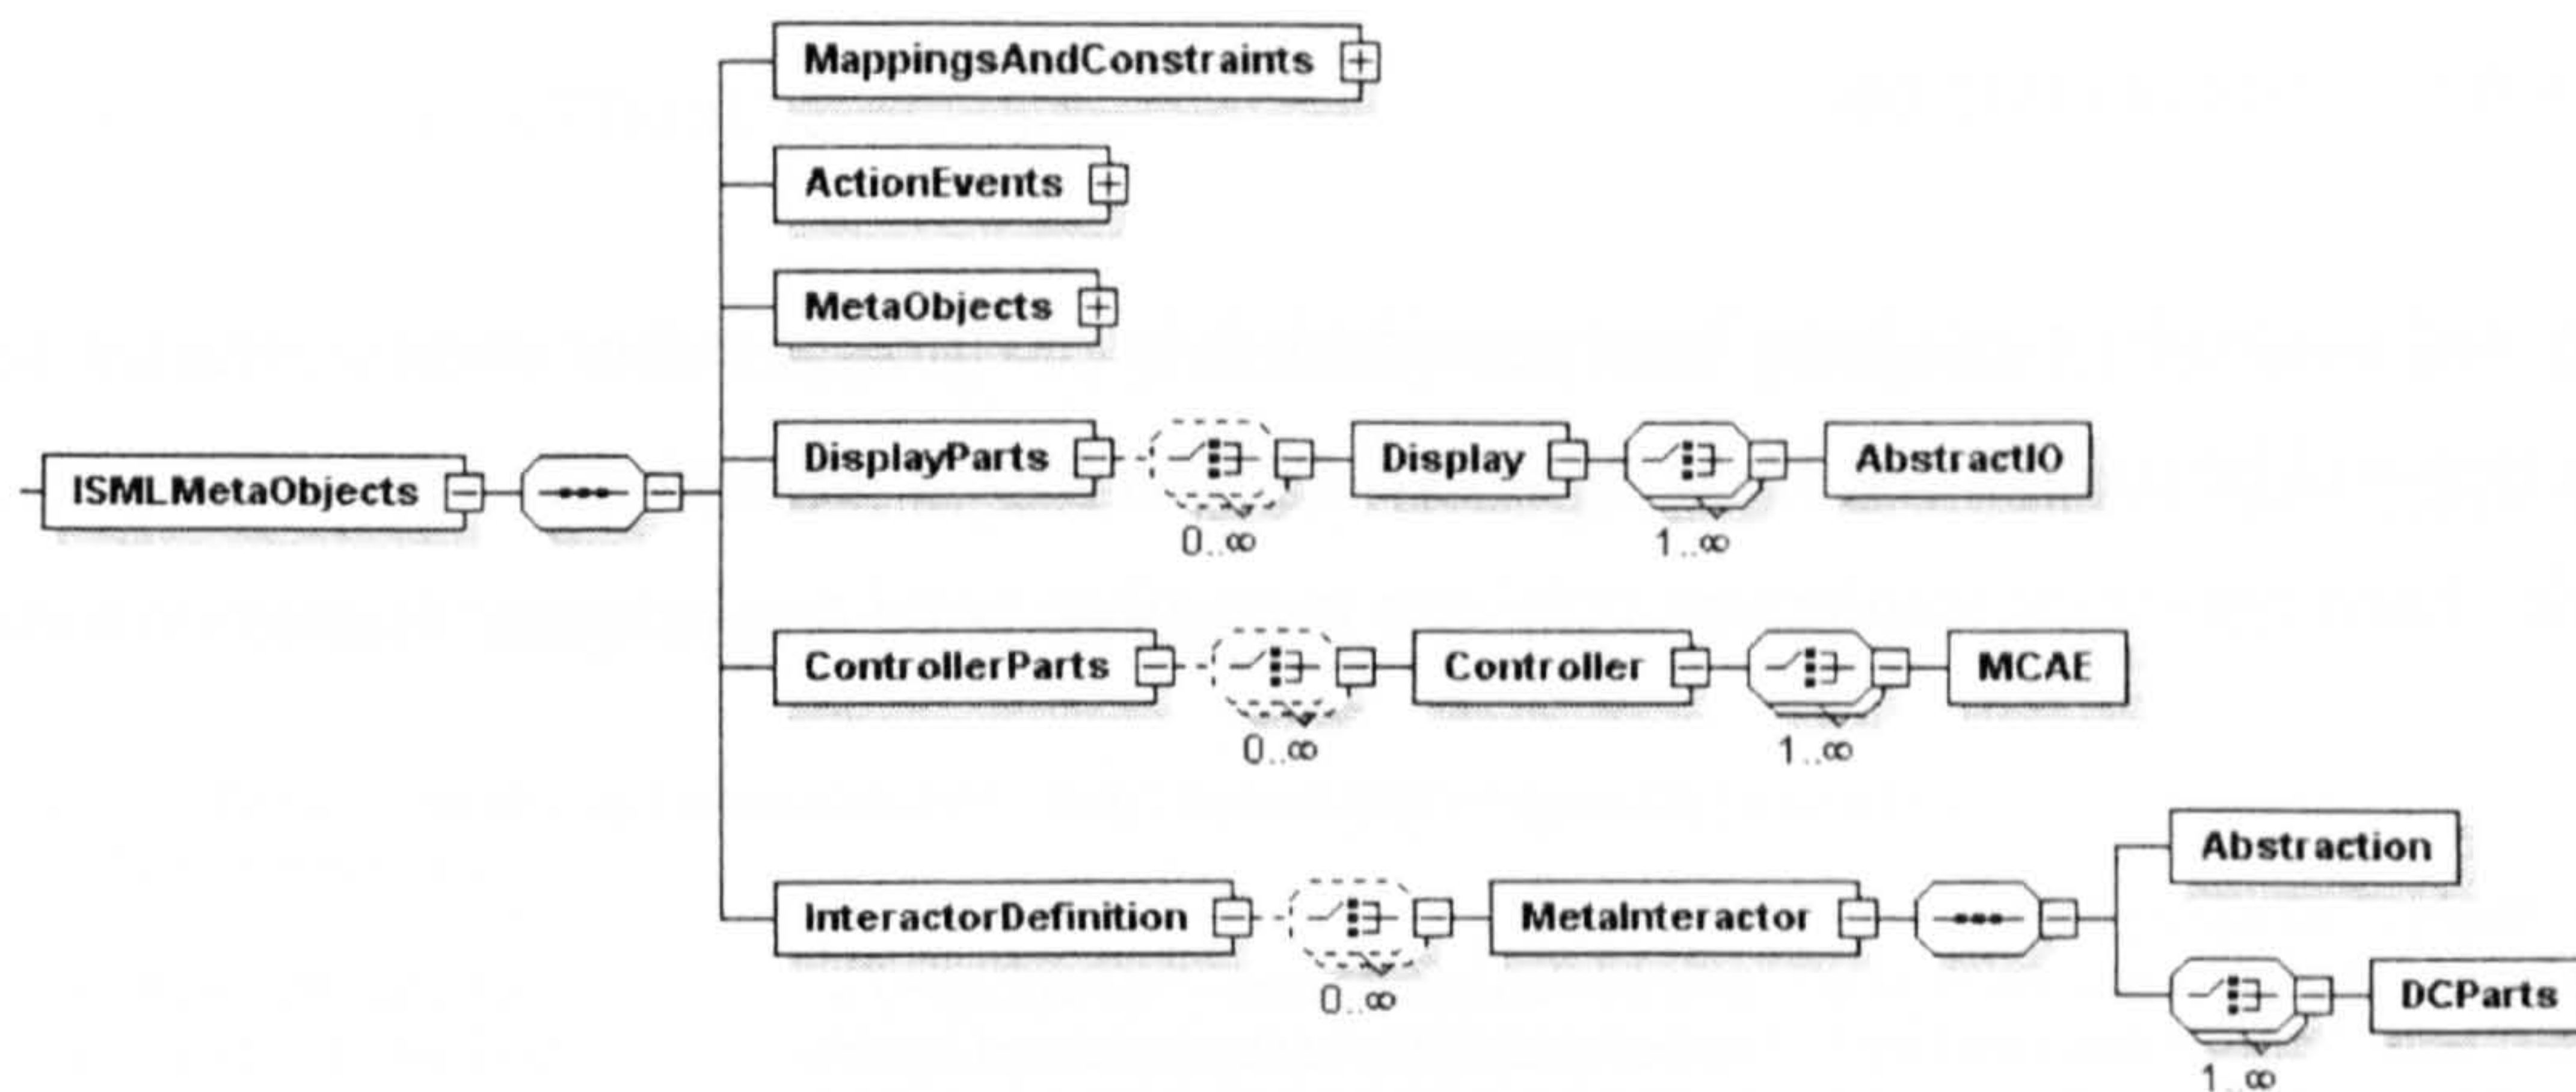 MappingsAndConstraints
ActionEvents
MetaObjects
ISMLMetaObjects
DisplayParts
0..∞
Display
1..∞
AbstractIO
ControllerParts
0..∞
Controller
1..∞
MCAE
InteractorDefinition
0..∞
MetaInteractor
Abstraction
DCParts
1..∞